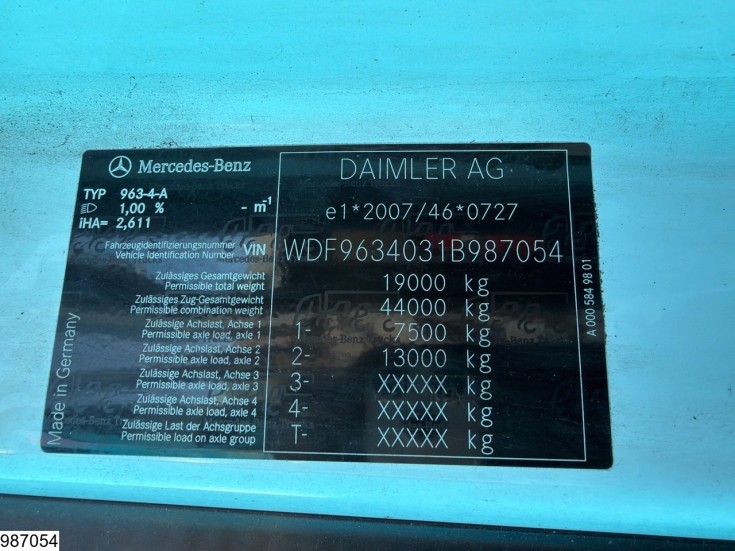 Mercedes-Benz
DAIMLER AG
TYP 963-4-A
1,00 % - m⁻¹
iHA= 2,611
e1*2007/46*0727
Fahrzeugidentifizierungsnummer
Vehicle Identification Number VIN WDF9634031B987054
Zulässiges Gesamtgewicht
Permissible total weight 19000 kg
Zulässiges Zug-Gesamtgewicht
Permissible combination weight 44000 kg
Zulässige Achslast, Achse 1
Permissible axle load, axle 1 1- 7500 kg
Zulässige Achslast, Achse 2
Permissible axle load, axle 2 2- 13000 kg
Zulässige Achslast, Achse 3
Permissible axle load, axle 3 3- XXXXX kg
Zulässige Achslast, Achse 4
Permissible axle load, axle 4 4- XXXXX kg
Zulässige Last der Achsgruppe
Permissible load on axle group T- XXXXX kg
Made in Germany
A 000 584 98 01
987054